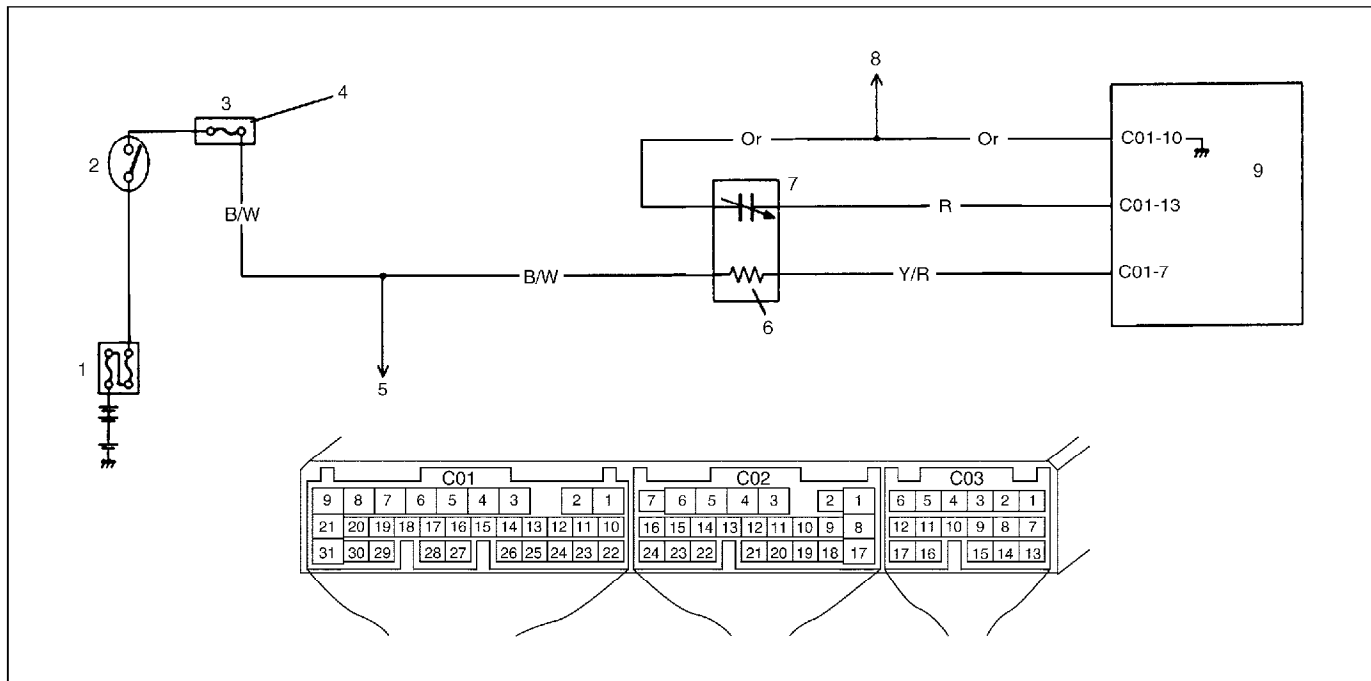 8
3
4
2
Or
Or
C01-10
9
7
B/W
R
C01-13
B/W
Y/R
C01-7
6
1
5
C01
C02
C03
9 8 7 6 5 4 3 2 1
7 6 5 4 3 2 1
6 5 4 3 2 1
21 20 19 18 17 16 15 14 13 12 11 10
16 15 14 13 12 11 10 9 8
12 11 10 9 8 7
31 30 29 28 27 26 25 24 23 22
24 23 22 21 20 19 18 17
17 16 15 14 13